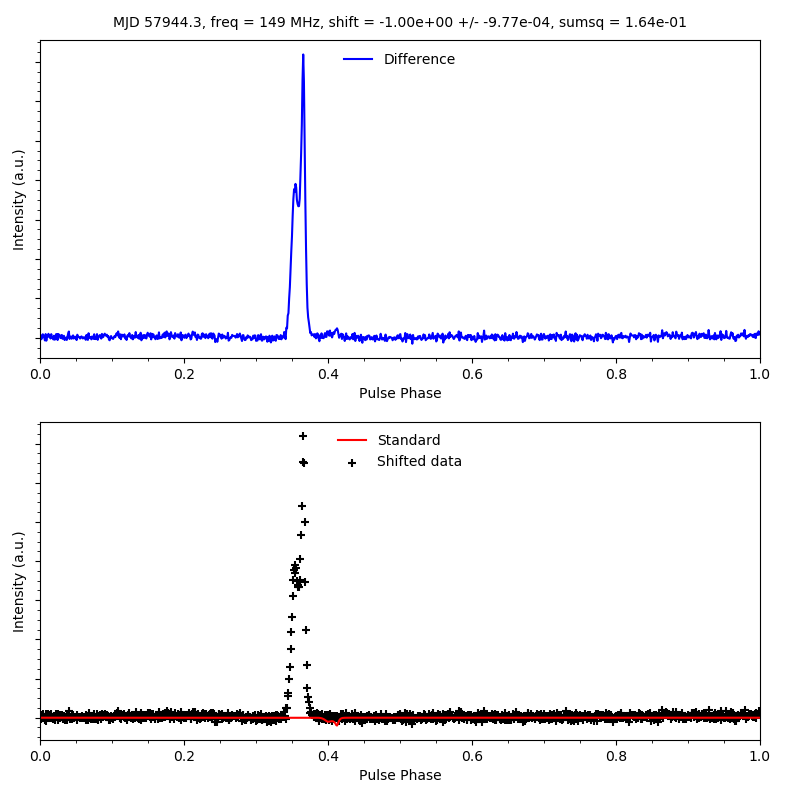 MJD 57944.3, freq = 149 MHz, shift = -1.00e+00 +/- -9.77e-04, sumsq = 1.64e-01
Difference
Intensity (a.u.)
0.0 0.2 0.4 0.6 0.8 1.0
Pulse Phase
Standard
Shifted data
Intensity (a.u.)
0.0 0.2 0.4 0.6 0.8 1.0
Pulse Phase